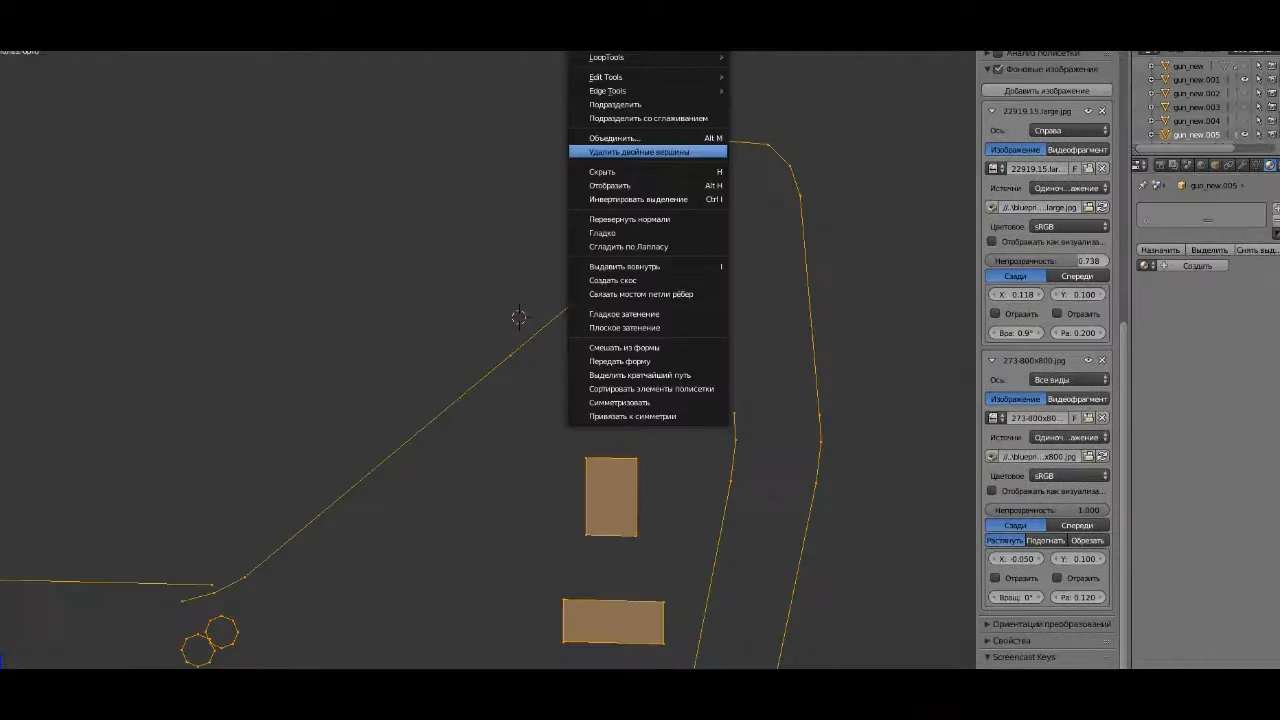 LoopTools
Edit Tools
Edge Tools
Подразделить
Подразделить со сглаживанием
Объединить... Alt M
Удалить двойные вершины
Скрыть H
Отобразить Alt H
Инвертировать выделение Ctrl I
Перевернуть нормали
Гладко
Сгладить по Лапласу
Выдавить вовнутрь I
Создать скос
Связать мостом петли рёбер
Гладкое затенение
Плоское затенение
Смешать из формы
Передать форму
Выделить кратчайший путь
Сортировать элементы полисетки
Симметризовать
Привязать к симметрии
Анализ полисетки
Фоновые изображения
Добавить изображение
22919.15.large.jpg
Ось: Справа
Изображение Видеофрагмент
22919.15.lar... F
Источни Одиноч...ажение
//..\bluepri...large.jpg
Цветовое sRGB
Отображать как визуализа...
Непрозрачность: 0.738
Сзади Спереди
X: 0.118 Y: 0.100
Отразить Отразить
Вра: 0.9° Ра: 0.200
273-800x800.jpg
Ось: Все виды
Изображение Видеофрагмент
273-800x80... F
Источни Одиноч...ажение
//..\bluepri...x800.jpg
Цветовое sRGB
Отображать как визуализа...
Непрозрачность: 1.000
Сзади Спереди
Растянуть Подогнать Обрезать
X: -0.050 Y: 0.100
Отразить Отразить
Вращ: 0° Ра: 0.120
Ориентации преобразований
Свойства
Screencast Keys
gun_new
gun_new.001
gun_new.002
gun_new.003
gun_new.004
gun_new.005
gun_new.005
Назначить Выделить Снять выд...
Создать